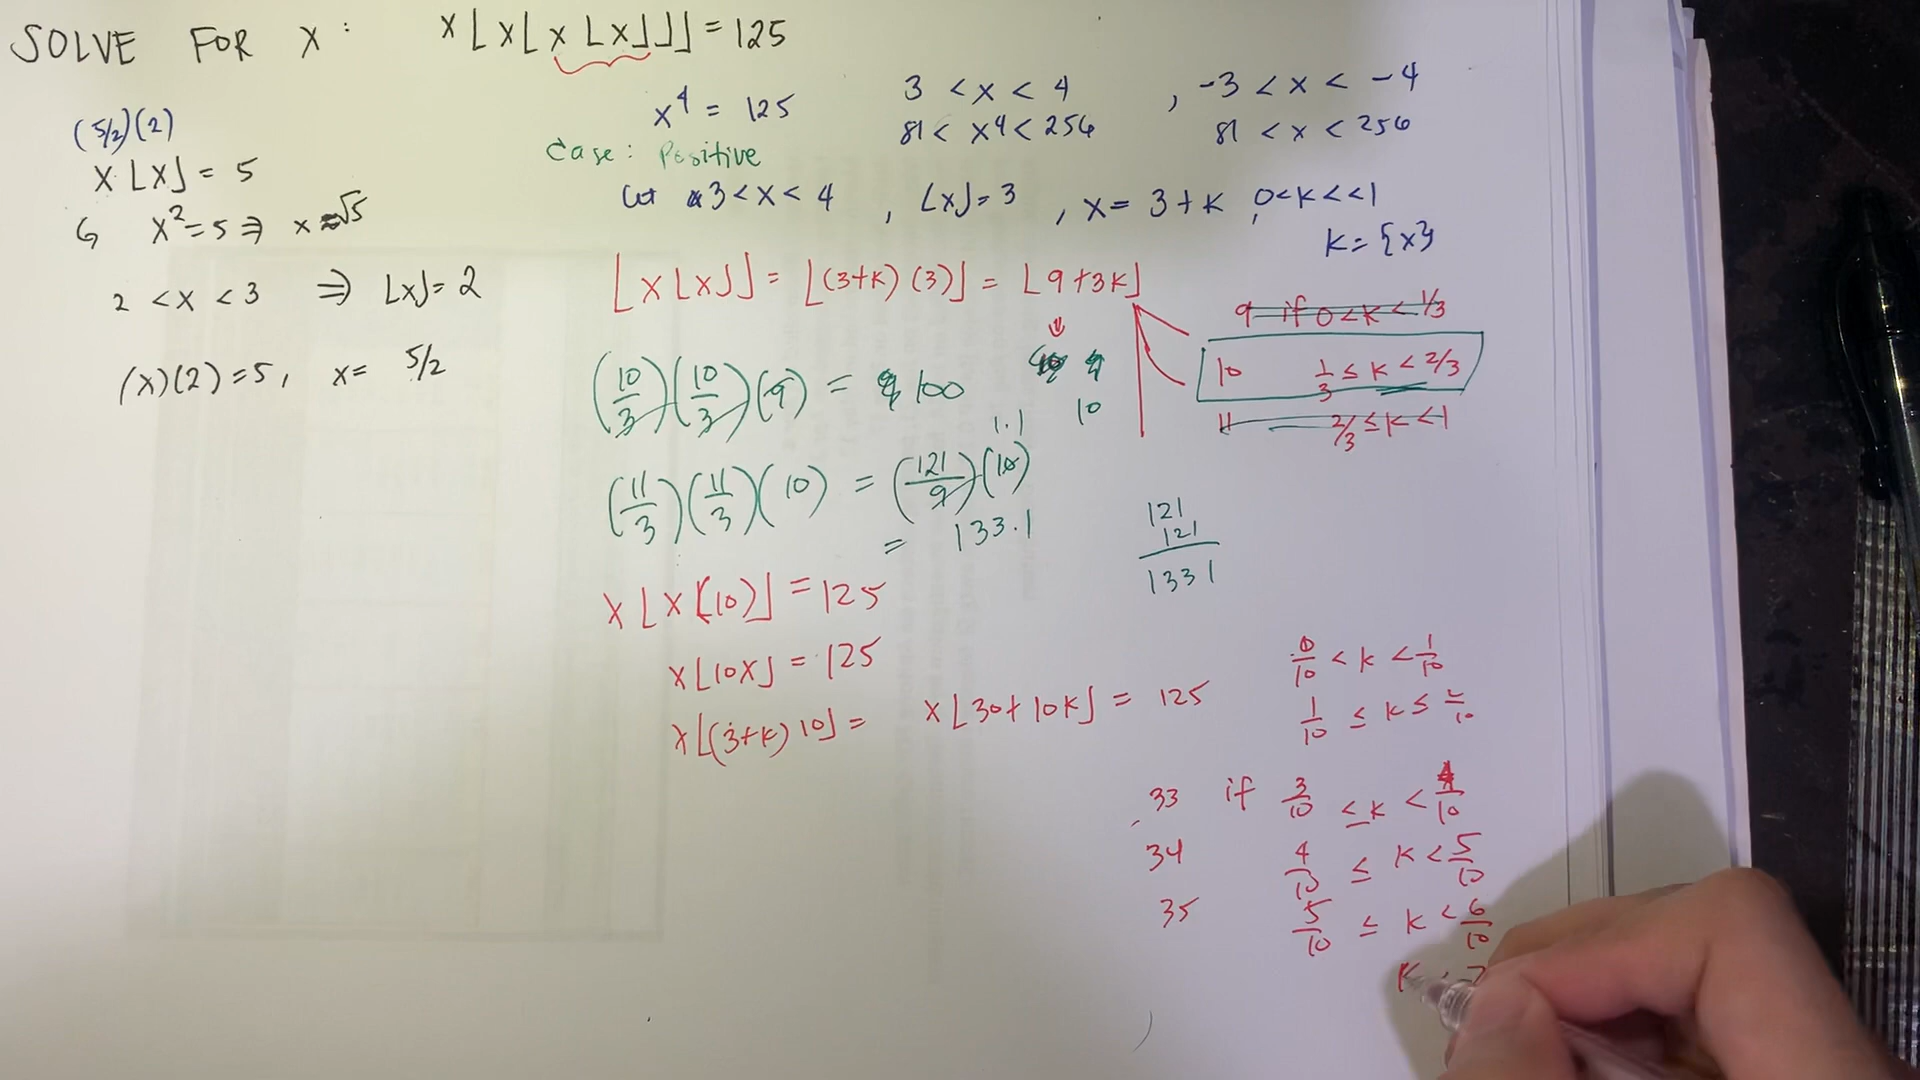 SOLVE FOR X : x⌊x⌊x⌊x⌋⌋⌋ = 125
(5/2)(2)
x⌊x⌋ = 5
x² = 5 ⇒ x = √5
2 < x < 3 ⇒ ⌊x⌋ = 2
(x)(2) = 5, x = 5/2
x⁴ = 125
3 < x < 4 , -3 < x < -4
81 < x⁴ < 256 81 < x < 256
Case: Positive
Let 3 < x < 4 , ⌊x⌋ = 3 , x = 3 + k , 0 < k < < 1
k = {x}
⌊x⌊x⌋⌋ = ⌊(3+k)(3)⌋ = ⌊9 + 3k⌋
9 if 0 < k < 1/3
10 1/3 ≤ k < 2/3
11 2/3 ≤ k < 1
9
10
(10/3)(10/3)(9) = 100
1.1
(11/3)(11/3)(10) = (121/9)(10)
= 133.1
121
121
1331
x⌊x(10)⌋ = 125
x⌊10x⌋ = 125
x⌊(3+k)10⌋ = x⌊30 + 10k⌋ = 125
0/10 < k < 1/10
1/10 ≤ k ≤ 2/10
33 if 3/10 ≤ k < 4/10
34 4/10 ≤ k < 5/10
35 5/10 ≤ k < 6/10
k